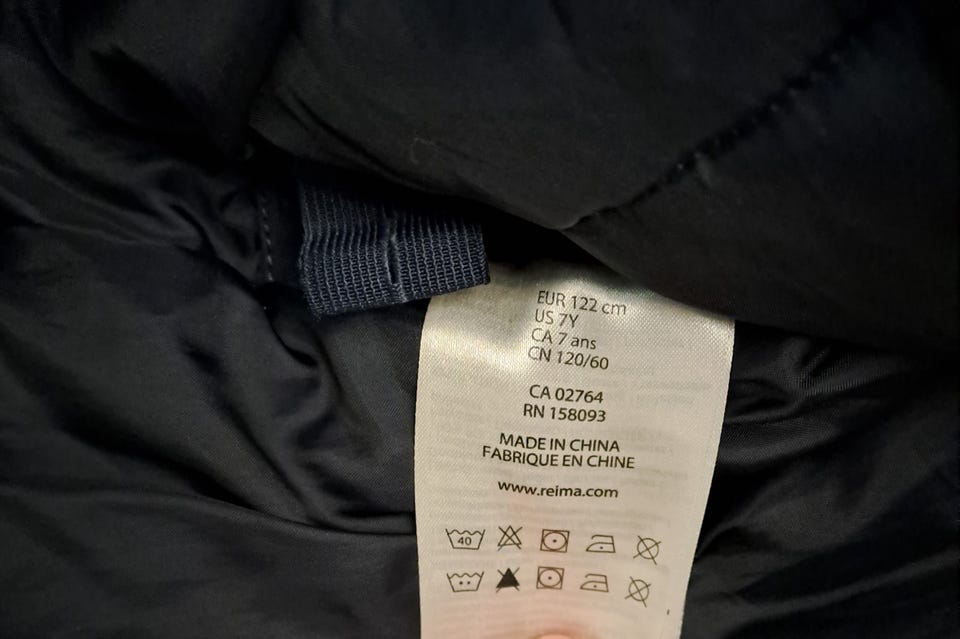 EUR 122 cm
US 7Y
CA 7 ans
CN 120/60
CA 02764
RN 158093
MADE IN CHINA
FABRIQUE EN CHINE
www.reima.com
40